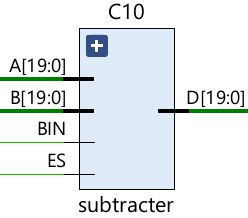 C10
A[19:0]
B[19:0]
D[19:0]
BIN
ES
subtracter